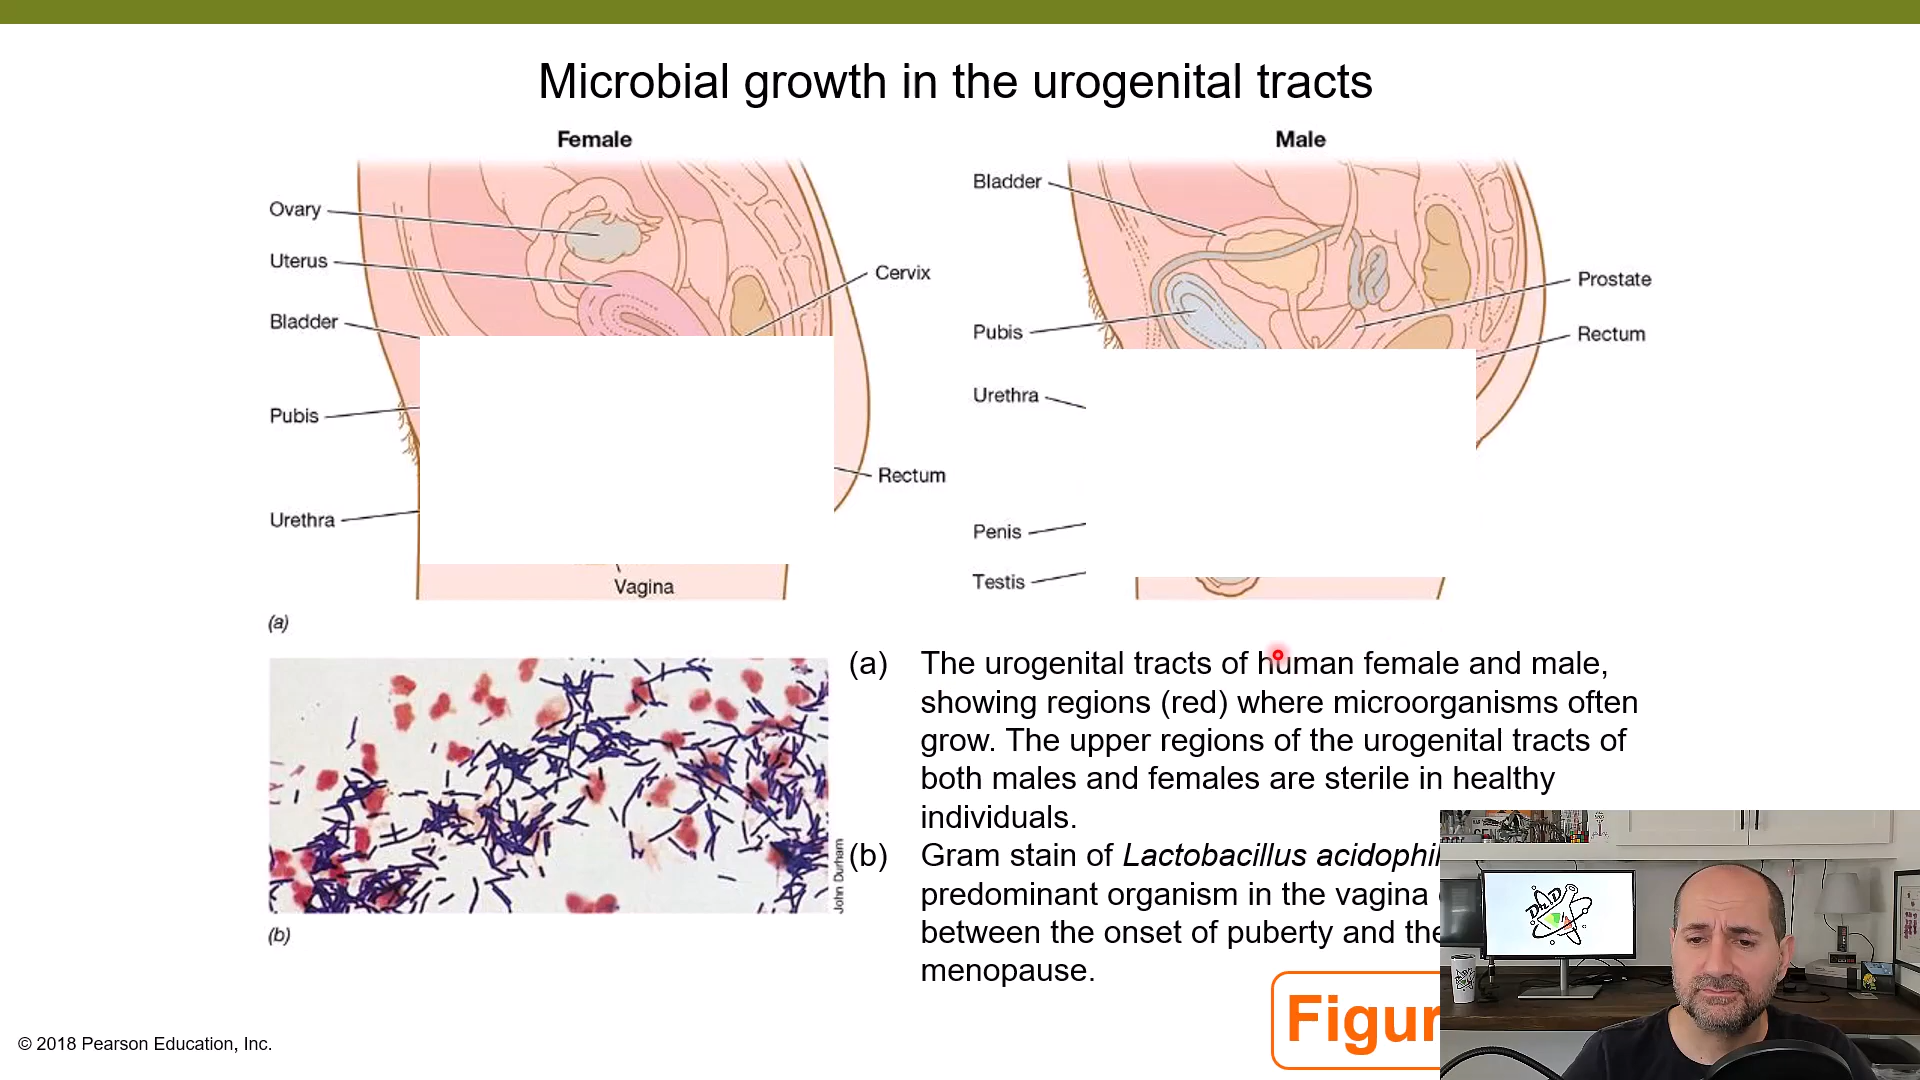 Microbial growth in the urogenital tracts
Female
Male
Ovary
Uterus
Bladder
Pubis
Urethra
Cervix
Rectum
Vagina
Bladder
Pubis
Urethra
Penis
Testis
Prostate
Rectum
(a)
(b)
John Durham
(a) The urogenital tracts of human female and male,
showing regions (red) where microorganisms often
grow. The upper regions of the urogenital tracts of
both males and females are sterile in healthy
individuals.
(b) Gram stain of Lactobacillus
predominant organism in the vagina
between the onset of puberty and the
menopause.
© 2018 Pearson Education, Inc.